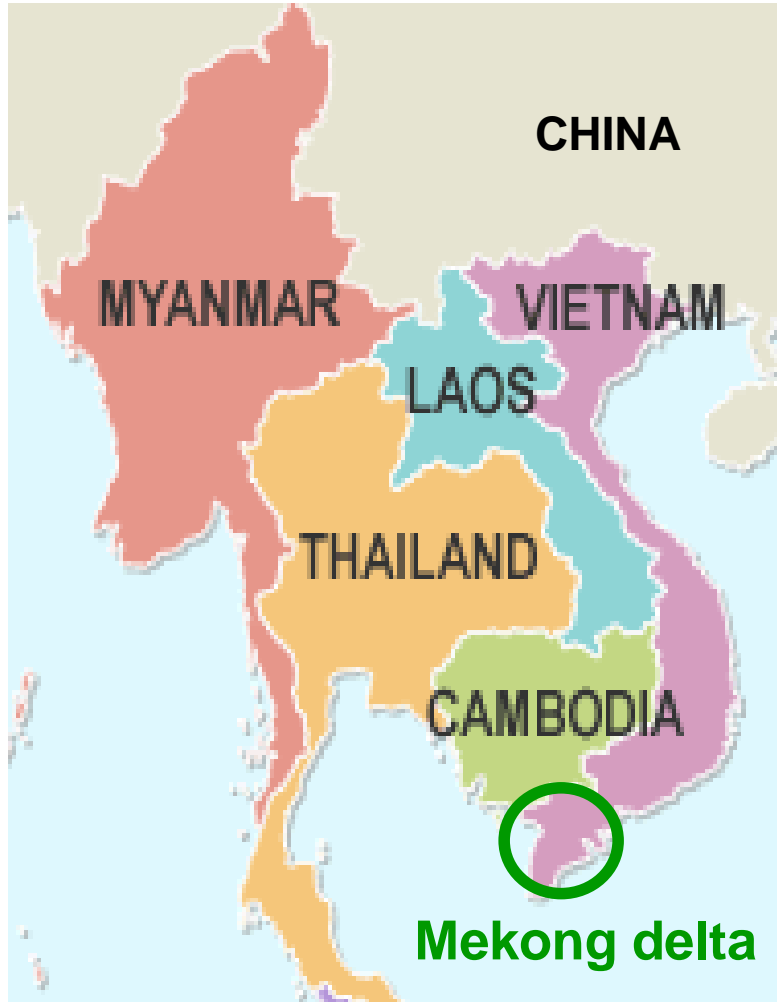 CHINA
MYANMAR
VIETNAM
LAOS
THAILAND
CAMBODIA
Mekong delta